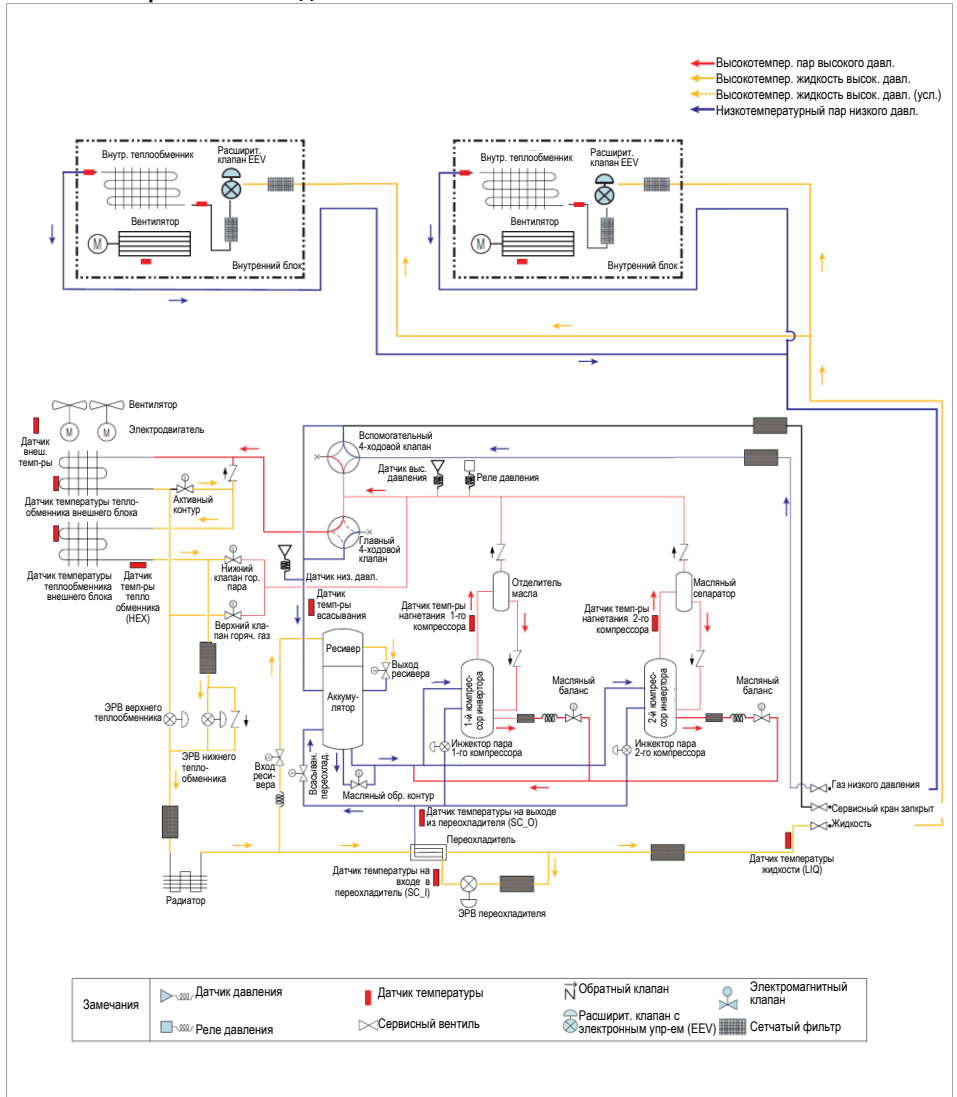 Высокотемпер. пар высокого давл.
Высокотемпер. жидкость высок. давл.
Высокотемпер. жидкость высок. давл. (усл.)
Низкотемпературный пар низкого давл.
Внутр. теплообменник
Расширит.
клапан EEV
Вентилятор
M
Внутренний блок
Внутр. теплообменник
Расширит.
клапан EEV
Вентилятор
M
Внутренний блок
Вентилятор
M
M
Электродвигатель
Датчик
внеш.
темп-ры
Датчик температуры тепло-
обменника внешнего блока
Активный
контур
Датчик температуры
теплообменника
внешнего блока
Датчик
темп-ры
тепло
обменника
(HEX)
Нижний
клапан гор.
пара
Верхний кла-
пан горяч. газ
Вспомогательный
4-ходовой клапан
Датчик выс.
давления
Реле давления
Главный
4-ходовой
клапан
Датчик низ. давл.
Датчик
темп-ры
всасывания
Отделитель
масла
Масляный
сепаратор
Датчик темп-ры
нагнетания 1-го
компрессора
Датчик темп-ры
нагнетания 2-го
компрессора
Ресивер
Выход
ресивера
Аккуму-
лятор
1-й компрес-
сор инвертора
Масляный
баланс
2-й компрес-
сор инвертора
Масляный
баланс
ЭРВ верхнего
теплообменника
ЭРВ нижнего
тепло-
обменника
Вход
реси-
вера
Всасыван.
переохлад.
Масляный обр. контур
Инжектор пара
1-го компрессора
Инжектор пара
2-го компрессора
Газ низкого давления
Сервисный кран запкрыт
Жидкость
Датчик температуры на выходе
из переохладителя (SC_O)
Переохладитель
Датчик температуры на
входе в
переохладитель (SC_I)
ЭРВ переохладителя
Датчик температуры
жидкости (LIQ)
Радиатор
Замечания
Датчик давления
Датчик температуры
Обратный клапан
Электромагнитный
клапан
Реле давления
Сервисный вентиль
Расширит. клапан с
электронным упр-ем (EEV)
Сетчатый фильтр